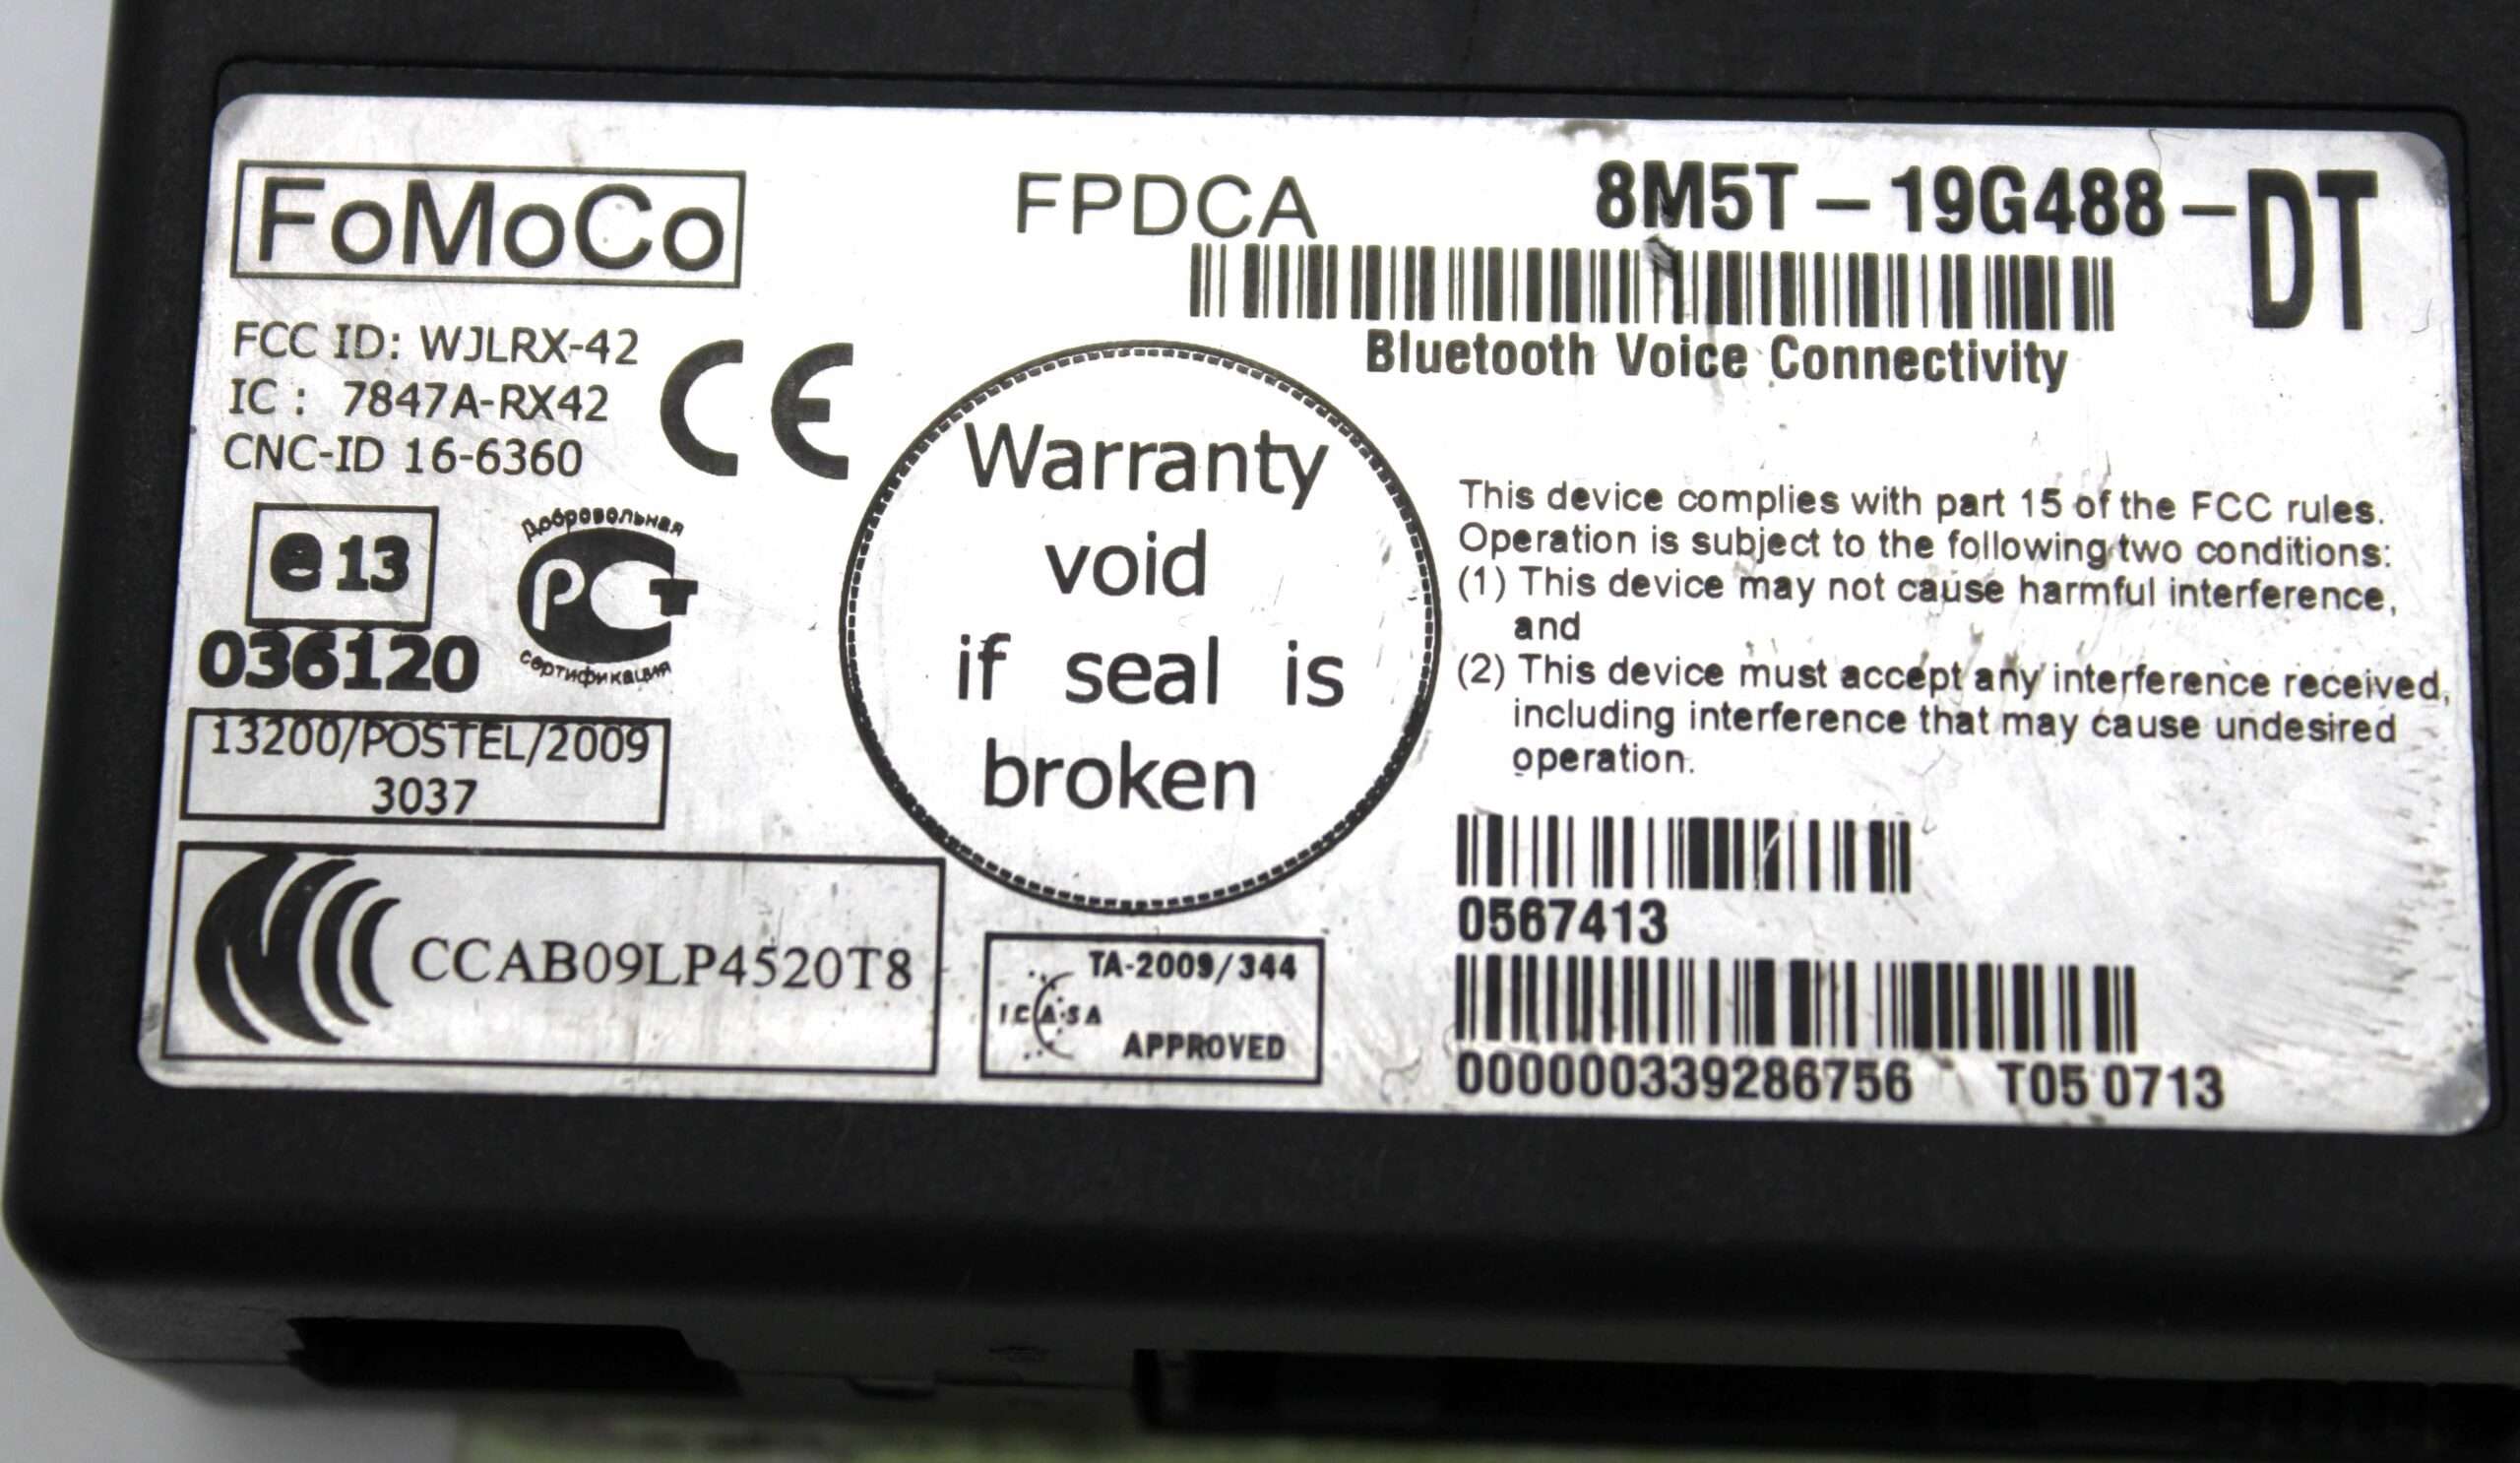 FoMoCo
FPDCA
8M5T-19G488-DT
Bluetooth Voice Connectivity
FCC ID: WJLRX-42
IC : 7847A-RX42
CNC-ID 16-6360
CE
e13
036120
Добровольная
РСТ
сертификация
13200/POSTEL/2009
3037
CCAB09LP4520T8
Warranty
void
if seal is
broken
TA-2009/344
ICASA
APPROVED
This device complies with part 15 of the FCC rules.
Operation is subject to the following two conditions:
(1) This device may not cause harmful interference,
and
(2) This device must accept any interference received,
including interference that may cause undesired
operation.
0567413
000000339286756 T05 0713